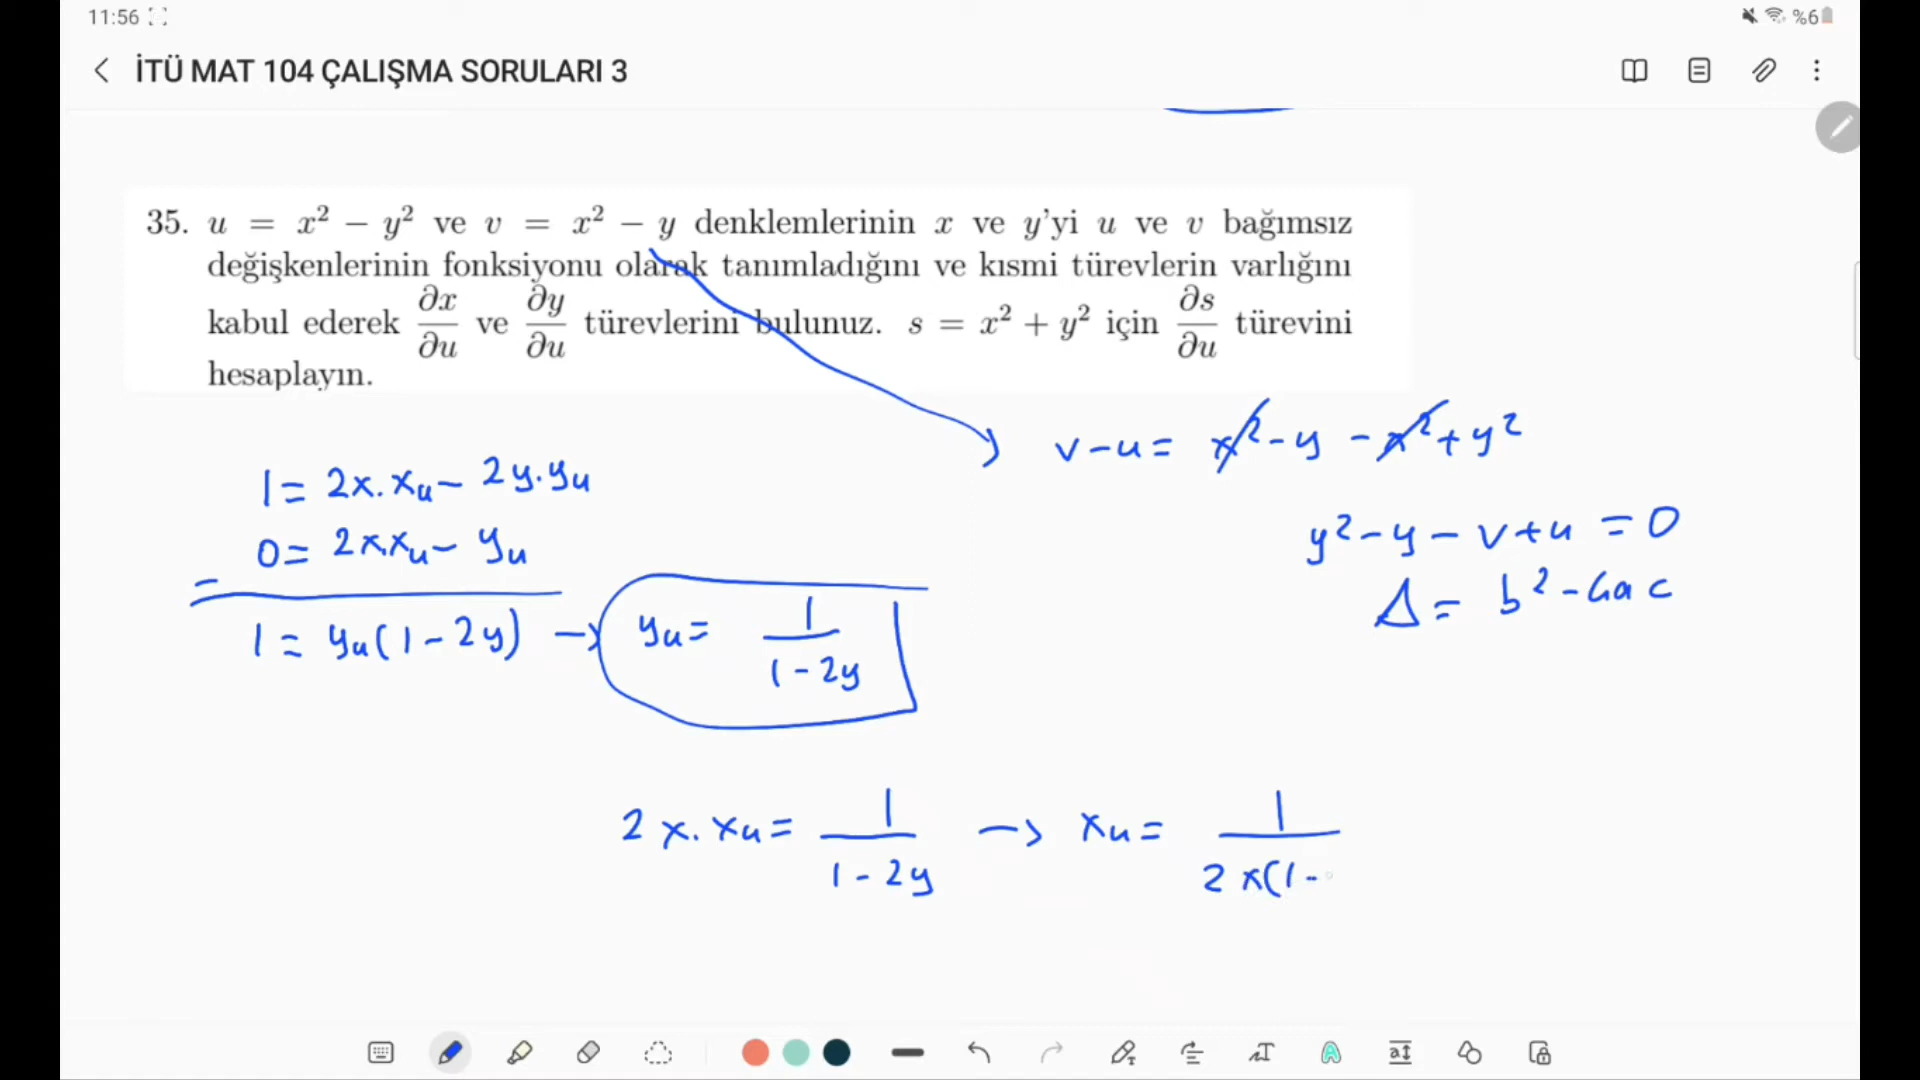 11:56 %6
İTÜ MAT 104 ÇALIŞMA SORULARI 3
35. u = x² − y² ve v = x² − y denklemlerinin x ve y'yi u ve v bağımsız
değişkenlerinin fonksiyonu olarak tanımladığını ve kısmi türevlerin varlığını
kabul ederek ∂x/∂u ve ∂y/∂u türevlerini bulunuz. s = x² + y² için ∂s/∂u türevini
hesaplayın.
v-u = x²-y - x²+y²
1 = 2x.xᵤ - 2y.yᵤ
0 = 2x.xᵤ - yᵤ
y²-y-v+u = 0
Δ = b²-4ac
1 = yᵤ(1-2y) → yᵤ = 1/(1-2y)
2x.xᵤ = 1/(1-2y) → xᵤ = 1/2x(1-